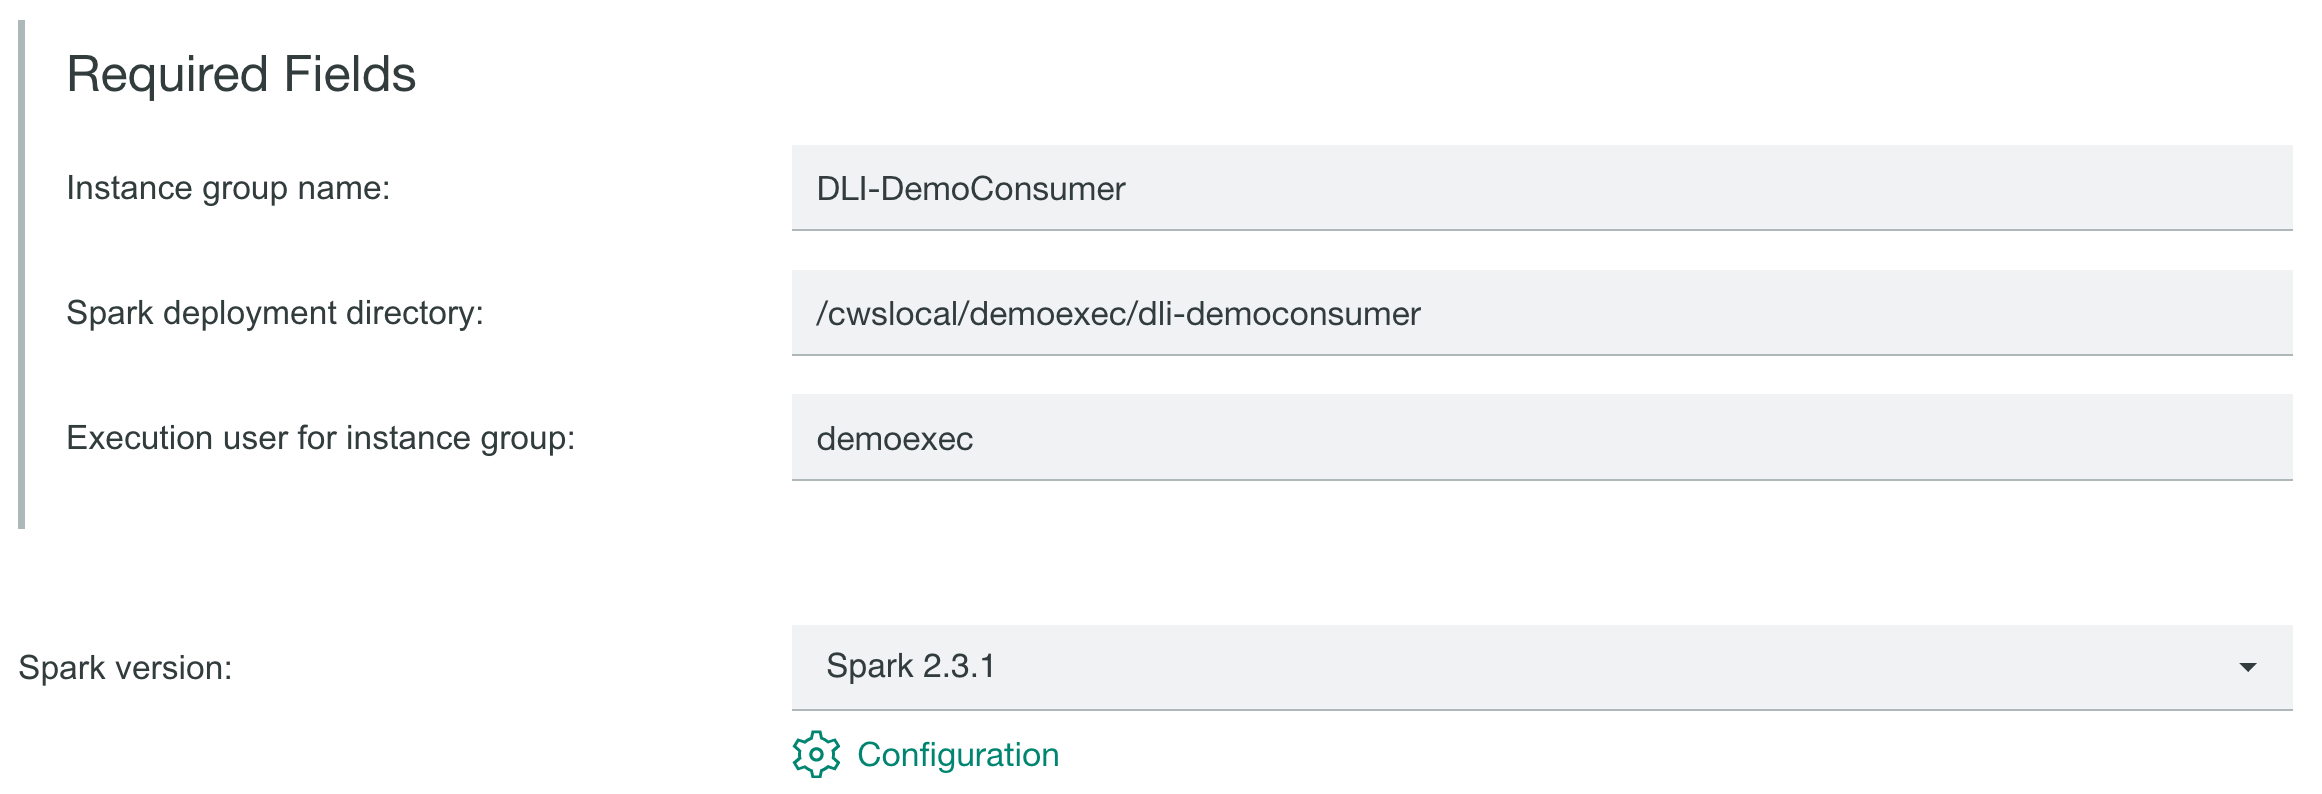 Required Fields
Instance group name: DLI-DemoConsumer
Spark deployment directory: /cwslocal/demoexec/dli-democonsumer
Execution user for instance group: demoexec
Spark version: Spark 2.3.1
Configuration